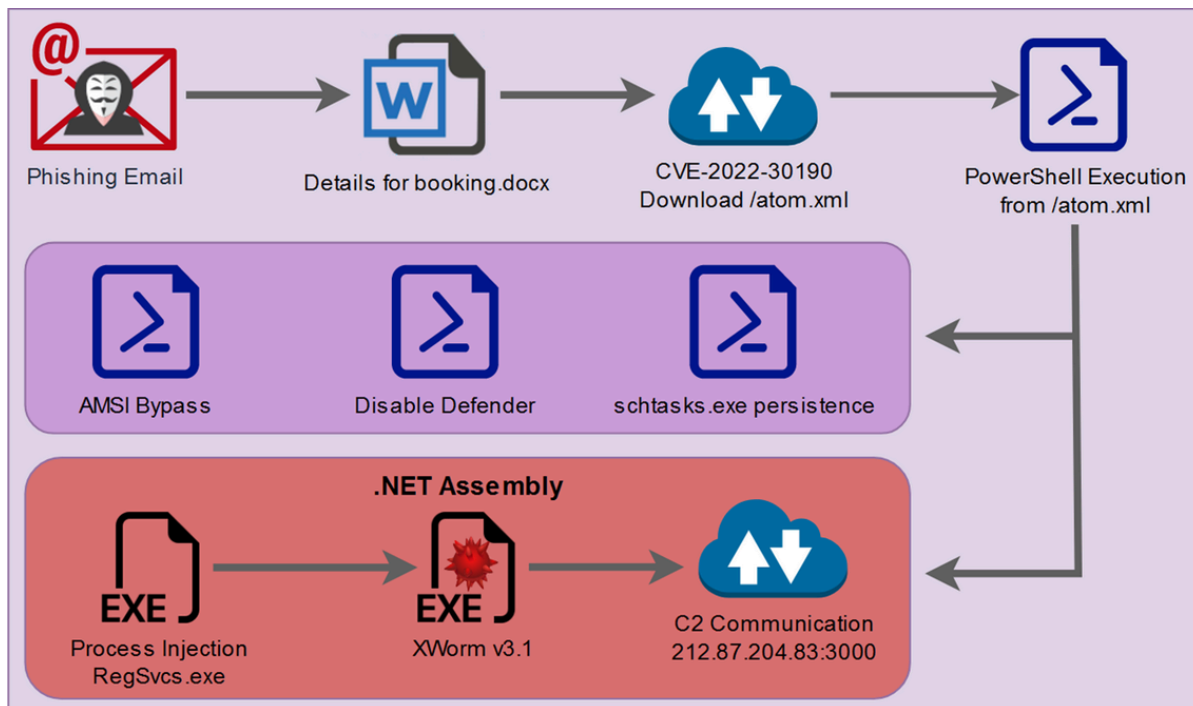 @
W
Phishing Email
Details for booking.docx
CVE-2022-30190
Download /atom.xml
PowerShell Execution
from /atom.xml
AMSI Bypass
Disable Defender
schtasks.exe persistence
.NET Assembly
EXE
EXE
Process Injection
RegSvcs.exe
XWorm v3.1
C2 Communication
212.87.204.83:3000